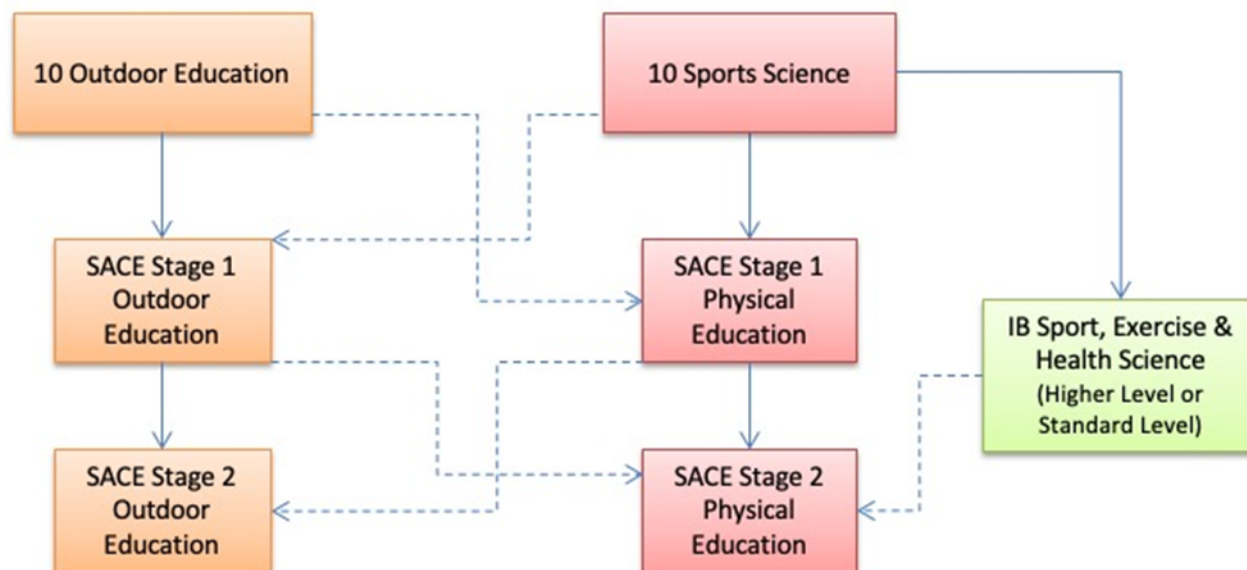 10 Outdoor Education
10 Sports Science
SACE Stage 1
Outdoor
Education
SACE Stage 1
Physical
Education
IB Sport, Exercise &
Health Science
(Higher Level or
Standard Level)
SACE Stage 2
Outdoor
Education
SACE Stage 2
Physical
Education